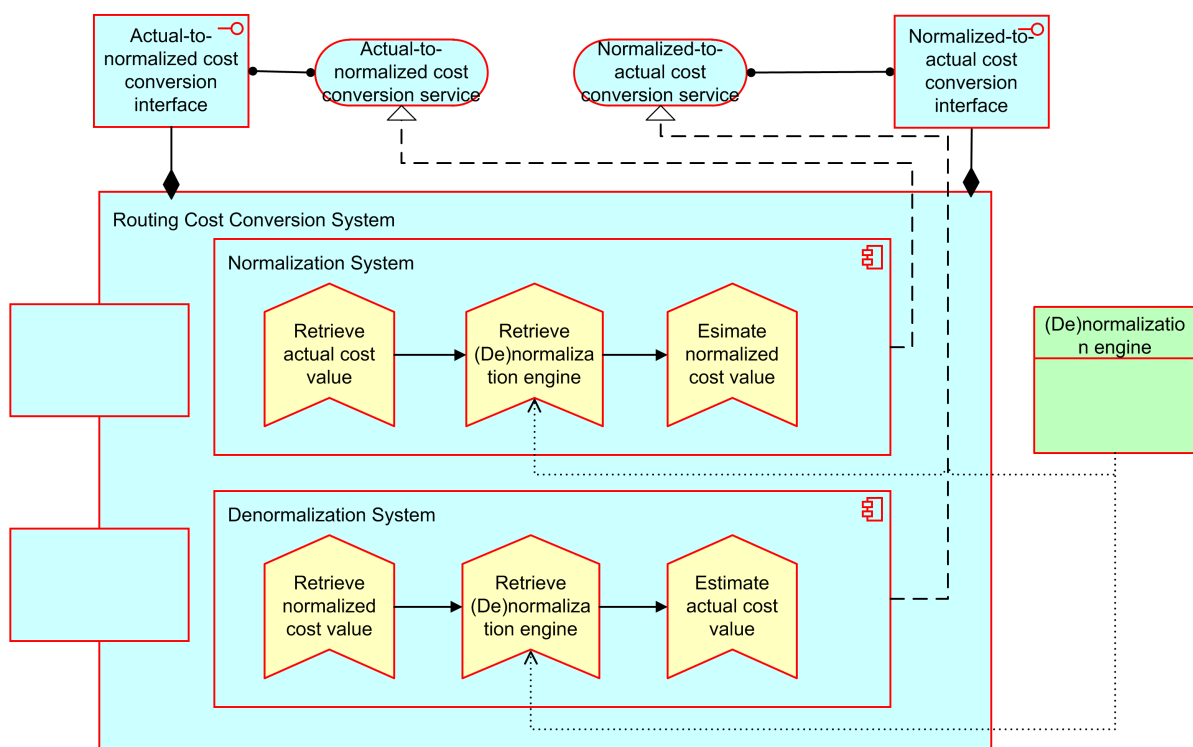 Actual-to-
normalized cost
conversion
interface
Actual-to-
normalized cost
conversion service
Normalized-to-
actual cost
conversion service
Normalized-to-
actual cost
conversion
interface
Routing Cost Conversion System
Normalization System
Retrieve
actual cost
value
Retrieve
(De)normaliza
tion engine
Esimate
normalized
cost value
(De)normalizatio
n engine
Denormalization System
Retrieve
normalized
cost value
Retrieve
(De)normaliza
tion engine
Estimate
actual cost
value